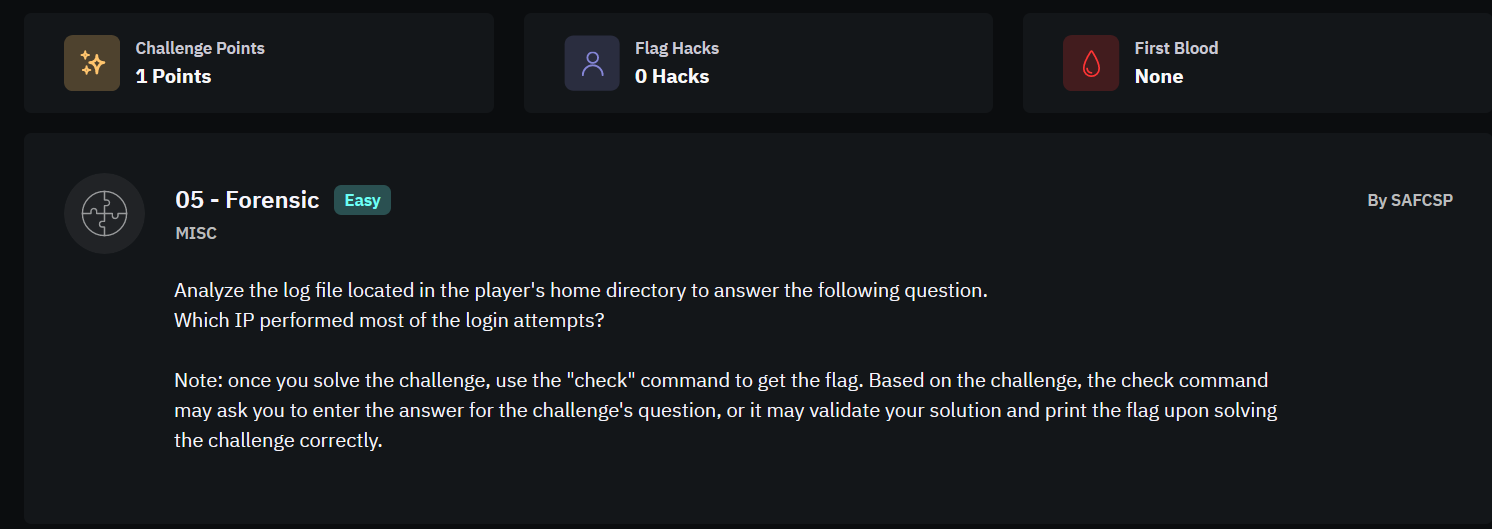 Challenge Points
1 Points
Flag Hacks
0 Hacks
First Blood
None
05 - Forensic
Easy
By SAFCSP
MISC
Analyze the log file located in the player's home directory to answer the following question.
Which IP performed most of the login attempts?
Note: once you solve the challenge, use the "check" command to get the flag. Based on the challenge, the check command
may ask you to enter the answer for the challenge's question, or it may validate your solution and print the flag upon solving
the challenge correctly.